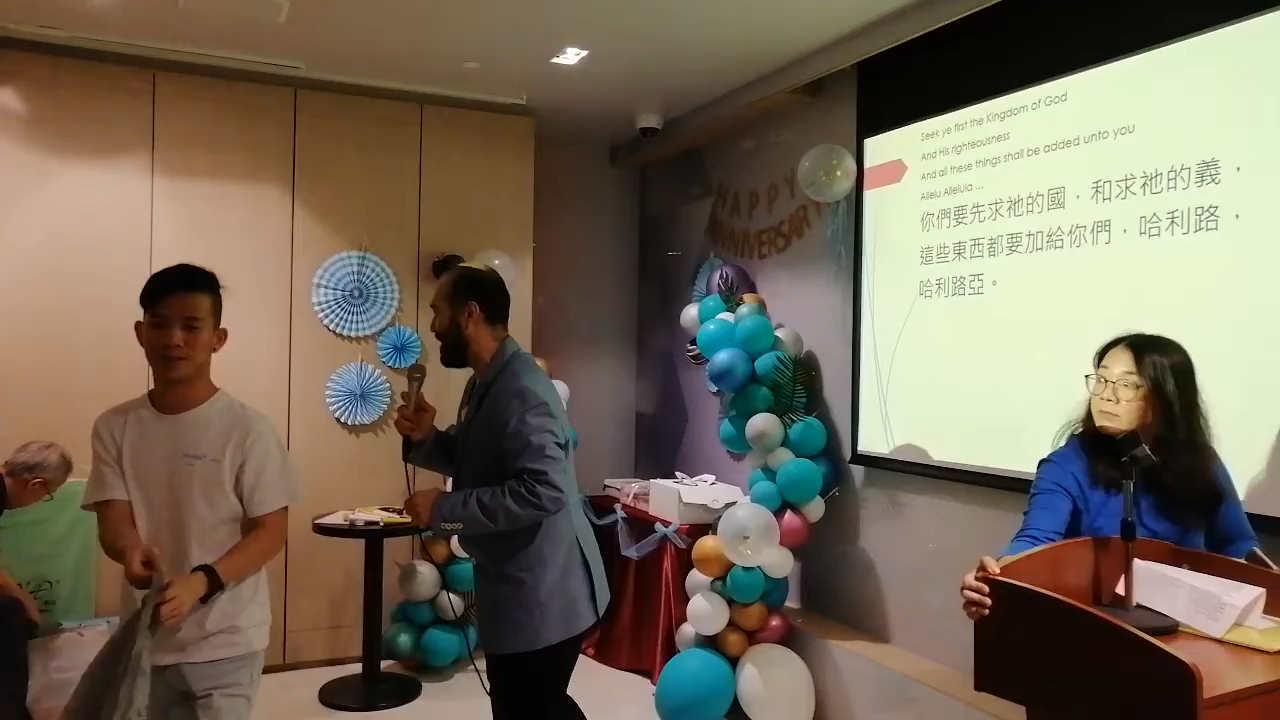 HAPPY
ANNIVERSARY
Seek ye first the Kingdom of God
And His righteousness
And all these things shall be added unto you
Allelu Alleluia ...
你們要先求祂的國，和求祂的義，
這些東西都要加給你們，哈利路，
哈利路亞。